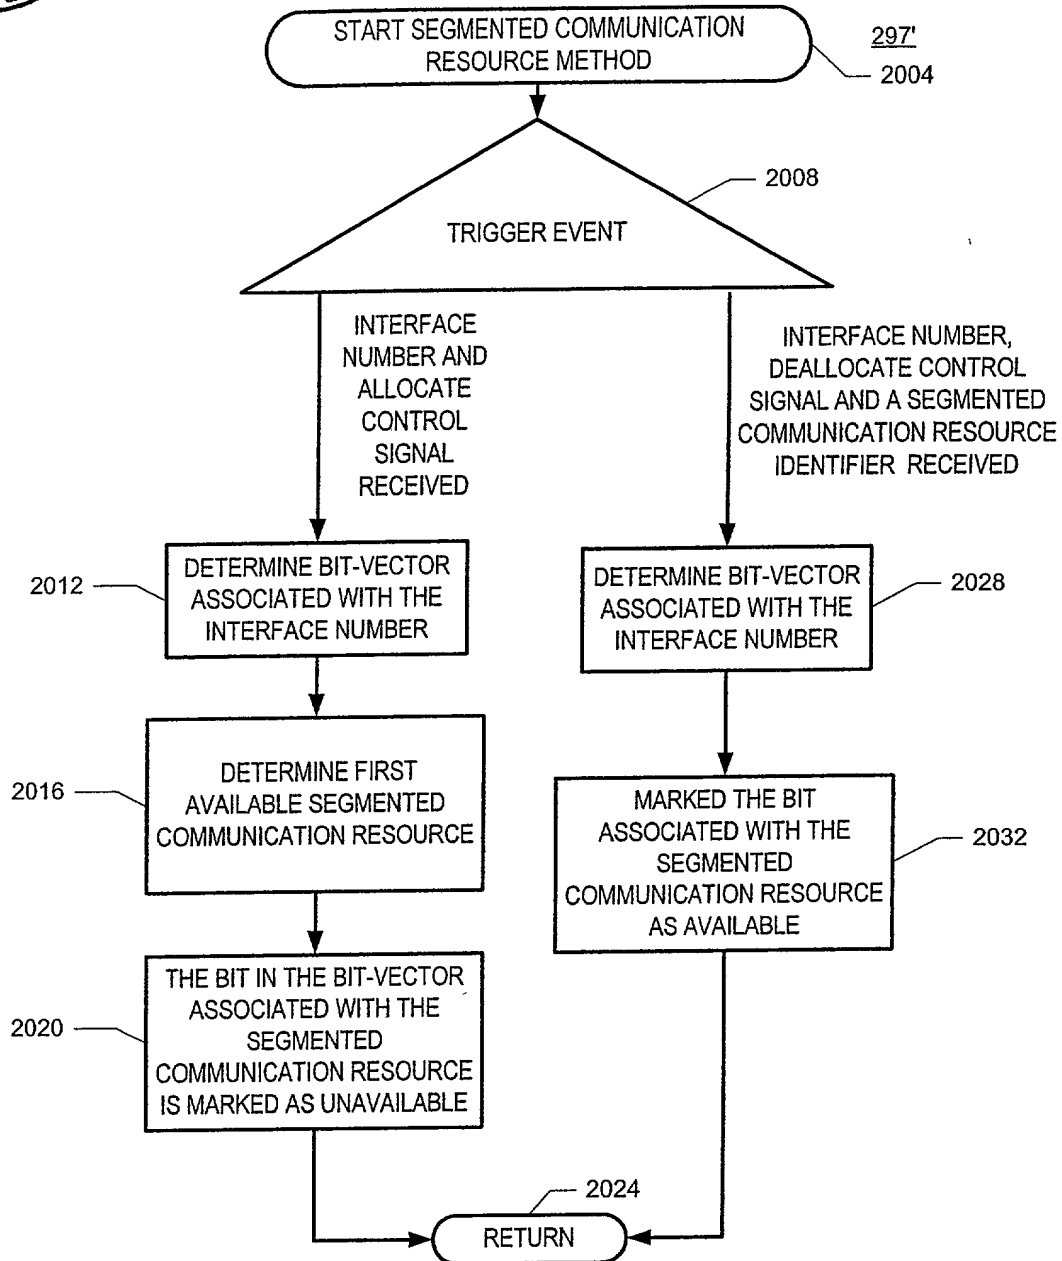 START SEGMENTED COMMUNICATION
RESOURCE METHOD
297'
2004
2008
TRIGGER EVENT
INTERFACE
NUMBER AND
ALLOCATE
CONTROL
SIGNAL
RECEIVED
INTERFACE NUMBER,
DEALLOCATE CONTROL
SIGNAL AND A SEGMENTED
COMMUNICATION RESOURCE
IDENTIFIER RECEIVED
2012
DETERMINE BIT-VECTOR
ASSOCIATED WITH THE
INTERFACE NUMBER
DETERMINE BIT-VECTOR
ASSOCIATED WITH THE
INTERFACE NUMBER
2028
2016
DETERMINE FIRST
AVAILABLE SEGMENTED
COMMUNICATION RESOURCE
MARKED THE BIT
ASSOCIATED WITH THE
SEGMENTED
COMMUNICATION RESOURCE
AS AVAILABLE
2032
2020
THE BIT IN THE BIT-VECTOR
ASSOCIATED WITH THE
SEGMENTED
COMMUNICATION RESOURCE
IS MARKED AS UNAVAILABLE
2024
RETURN